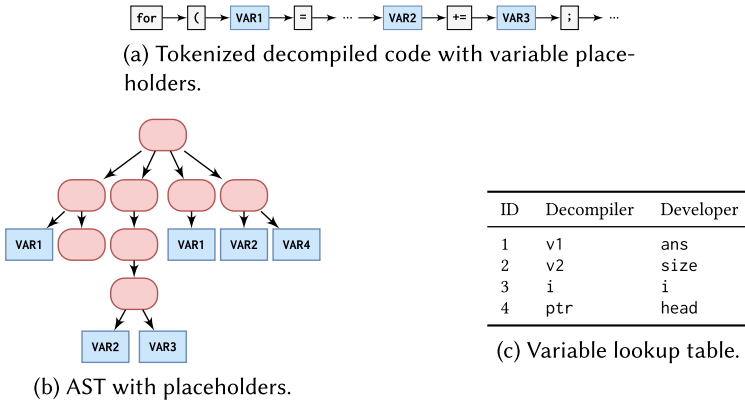 for ( VAR1 = ... VAR2 += VAR3 ; ...
(a) Tokenized decompiled code with variable place-
holders.
VAR1 VAR1 VAR2 VAR4
VAR2 VAR3
(b) AST with placeholders.
ID Decompiler Developer
1 v1 ans
2 v2 size
3 i i
4 ptr head
(c) Variable lookup table.